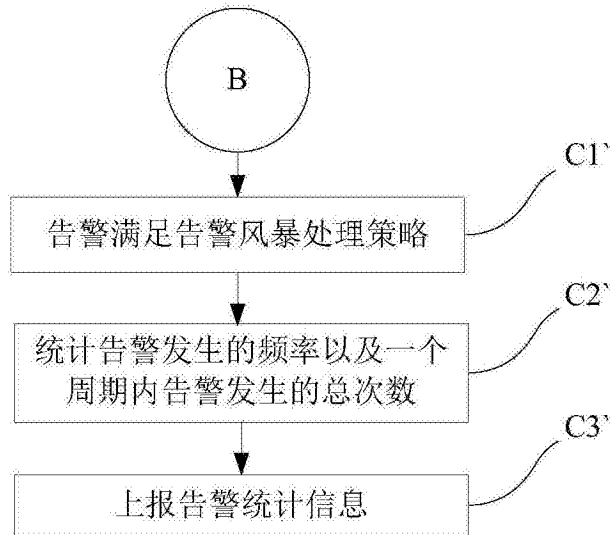 B
C1`
告警满足告警风暴处理策略
C2`
统计告警发生的频率以及一个
周期内告警发生的总次数
C3`
上报告警统计信息